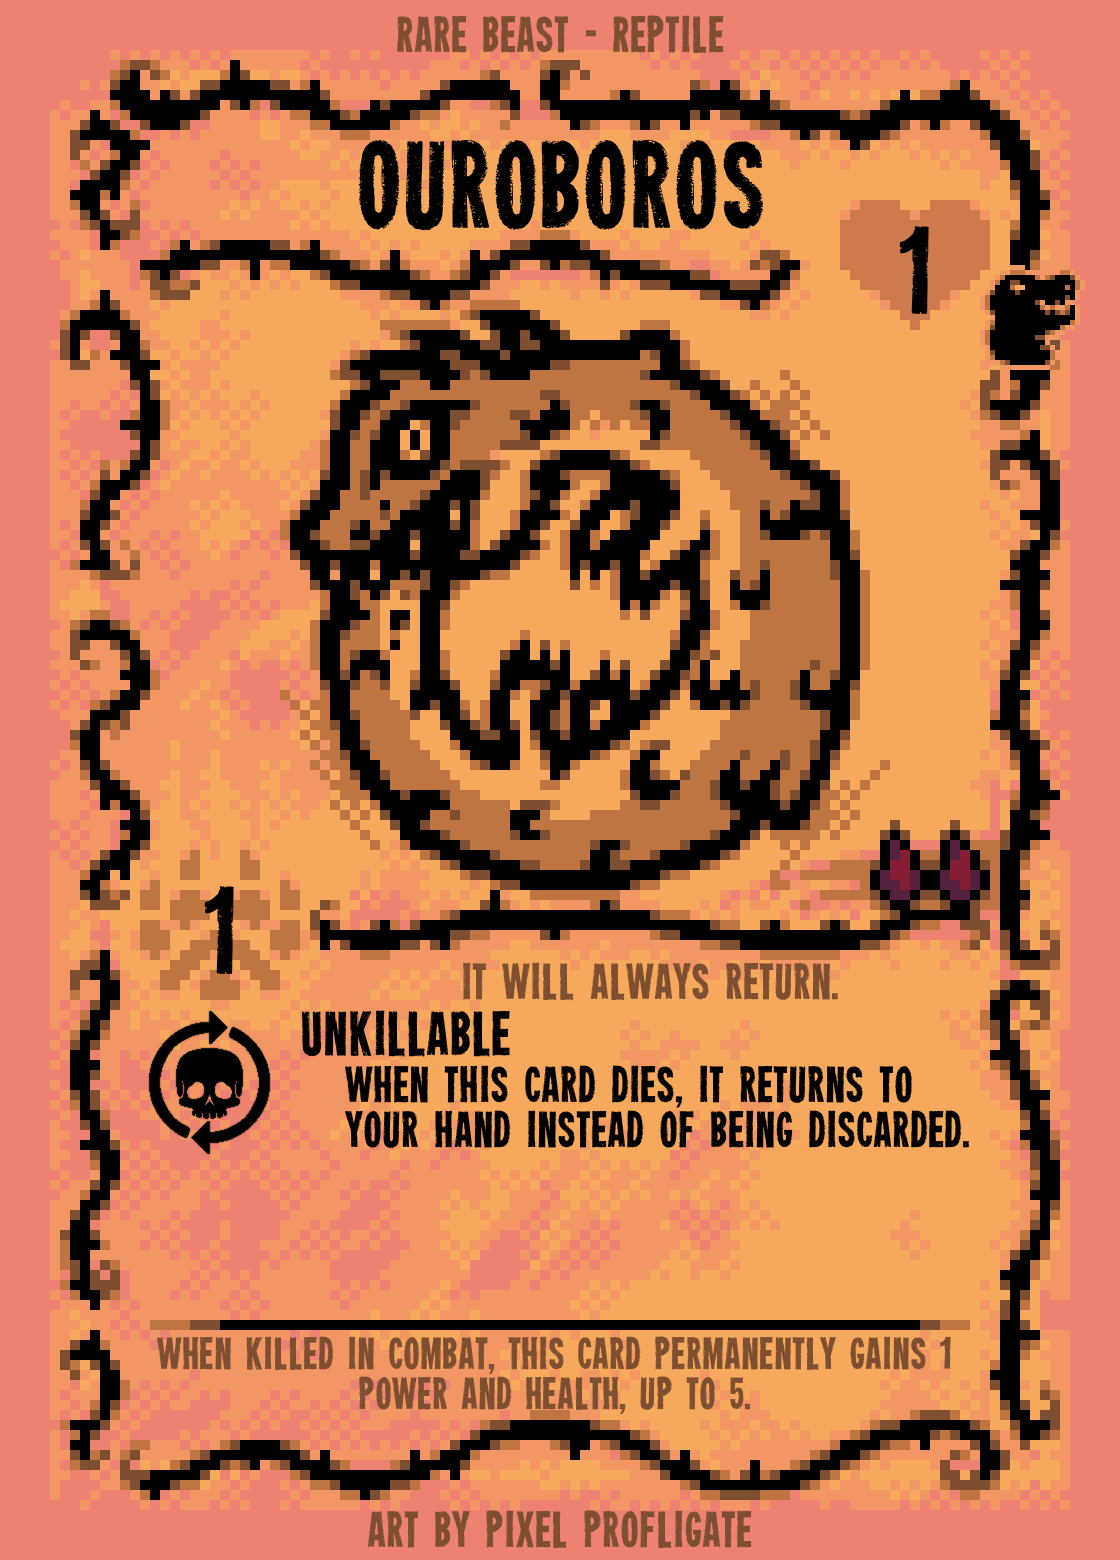 RARE BEAST - REPTILE
OUROBOROS
1
1
IT WILL ALWAYS RETURN.
UNKILLABLE
WHEN THIS CARD DIES, IT RETURNS TO
YOUR HAND INSTEAD OF BEING DISCARDED.
WHEN KILLED IN COMBAT, THIS CARD PERMANENTLY GAINS 1
POWER AND HEALTH, UP TO 5.
ART BY PIXEL PROFLIGATE